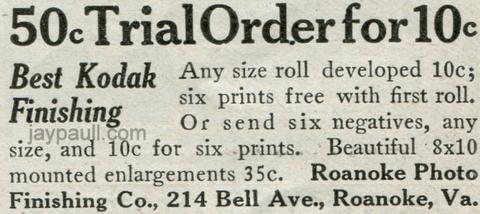 50c Trial Order for 10c
Best Kodak
Finishing
Any size roll developed 10c;
six prints free with first roll.
Or send six negatives, any
size, and 10c for six prints. Beautiful 8x10
mounted enlargements 35c. Roanoke Photo
Finishing Co., 214 Bell Ave., Roanoke, Va.
jaypaull.com